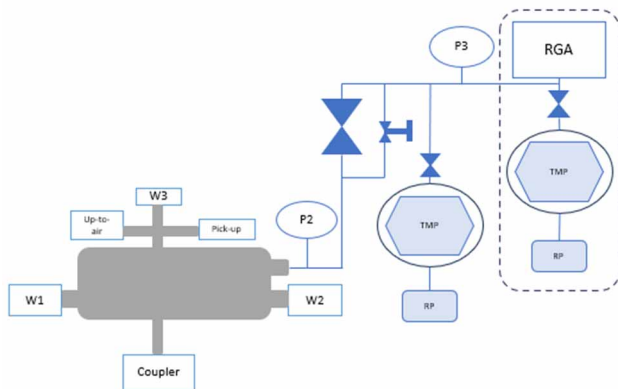 P3
RGA
W3
Up-to-
air
Pick-up
P2
TMP
TMP
W1
W2
RP
RP
Coupler